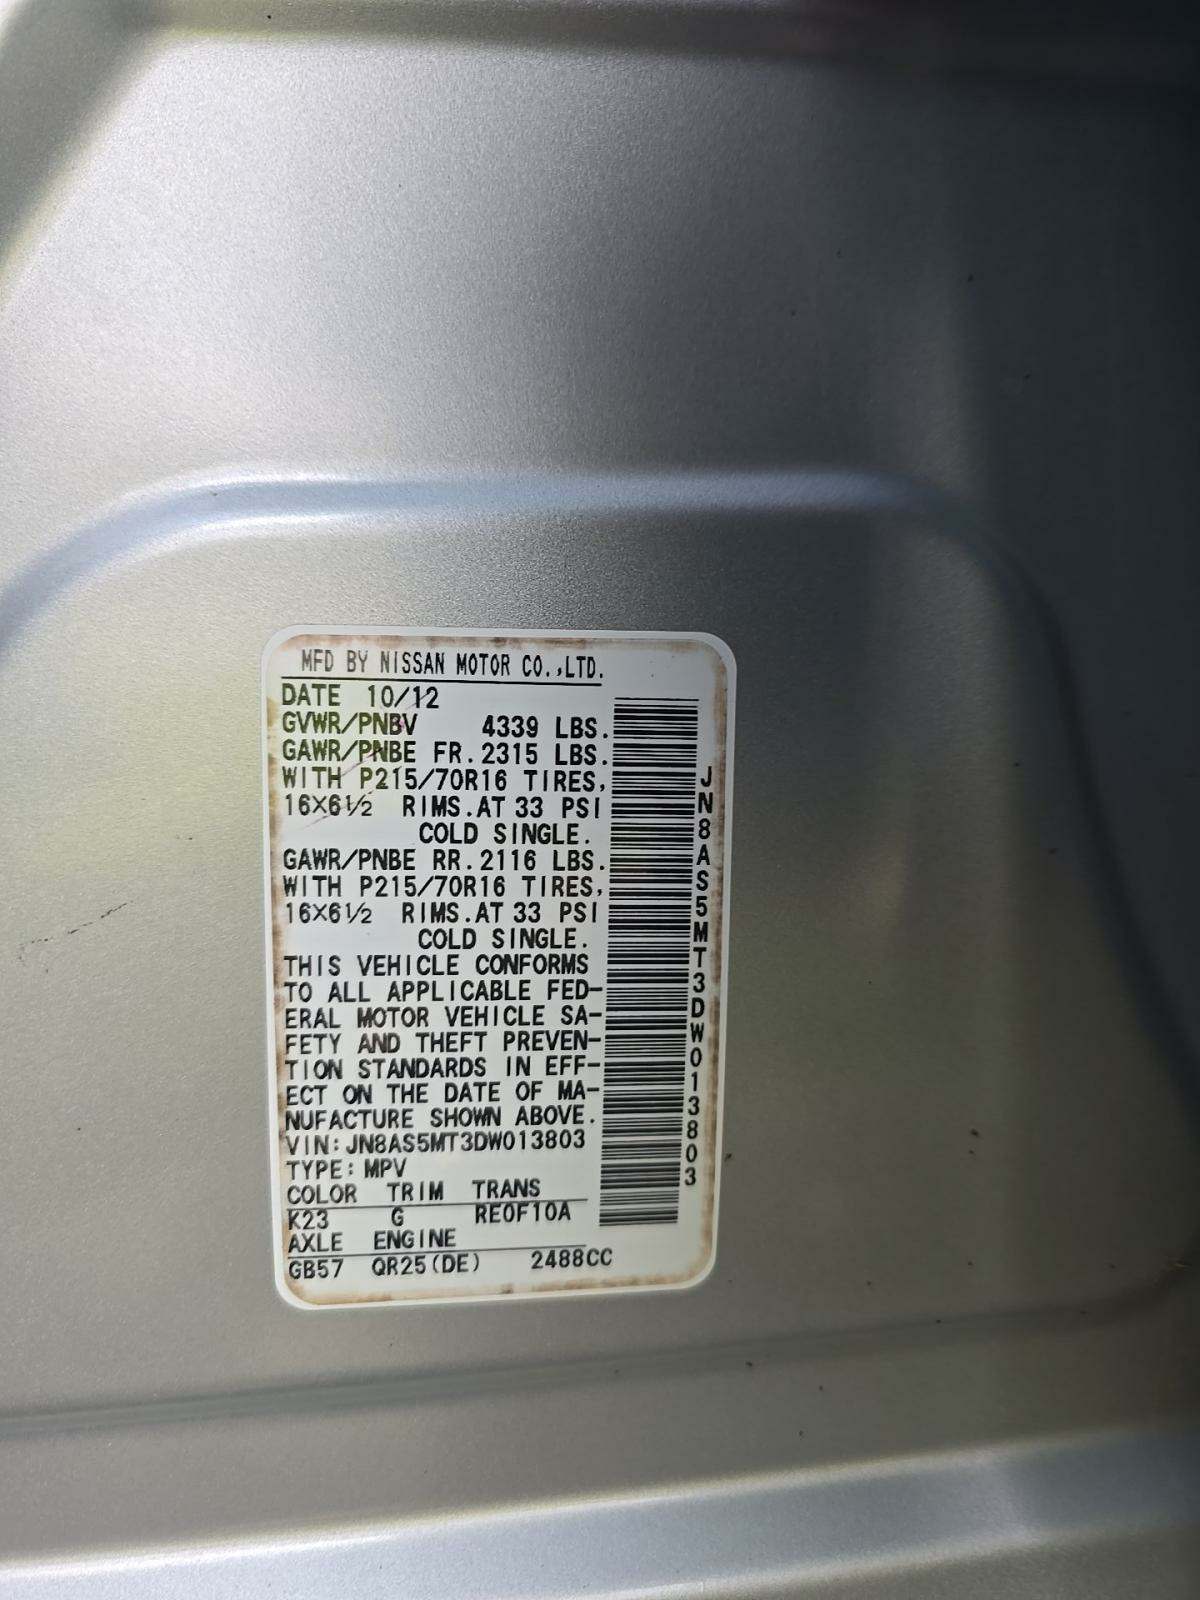 MFD BY NISSAN MOTOR CO.,LTD.
DATE 10/12
GVWR/PNBV 4339 LBS.
GAWR/PNBE FR.2315 LBS.
WITH P215/70R16 TIRES,
16X6½ RIMS.AT 33 PSI
COLD SINGLE.
GAWR/PNBE RR.2116 LBS.
WITH P215/70R16 TIRES,
16X6½ RIMS.AT 33 PSI
COLD SINGLE.
THIS VEHICLE CONFORMS
TO ALL APPLICABLE FED-
ERAL MOTOR VEHICLE SA-
FETY AND THEFT PREVEN-
TION STANDARDS IN EFF-
ECT ON THE DATE OF MA-
NUFACTURE SHOWN ABOVE.
VIN:JN8AS5MT3DW013803
TYPE:MPV
COLOR TRIM TRANS
K23 G RE0F10A
AXLE ENGINE
GB57 QR25(DE) 2488CC
JN8AS5MT3DW013803